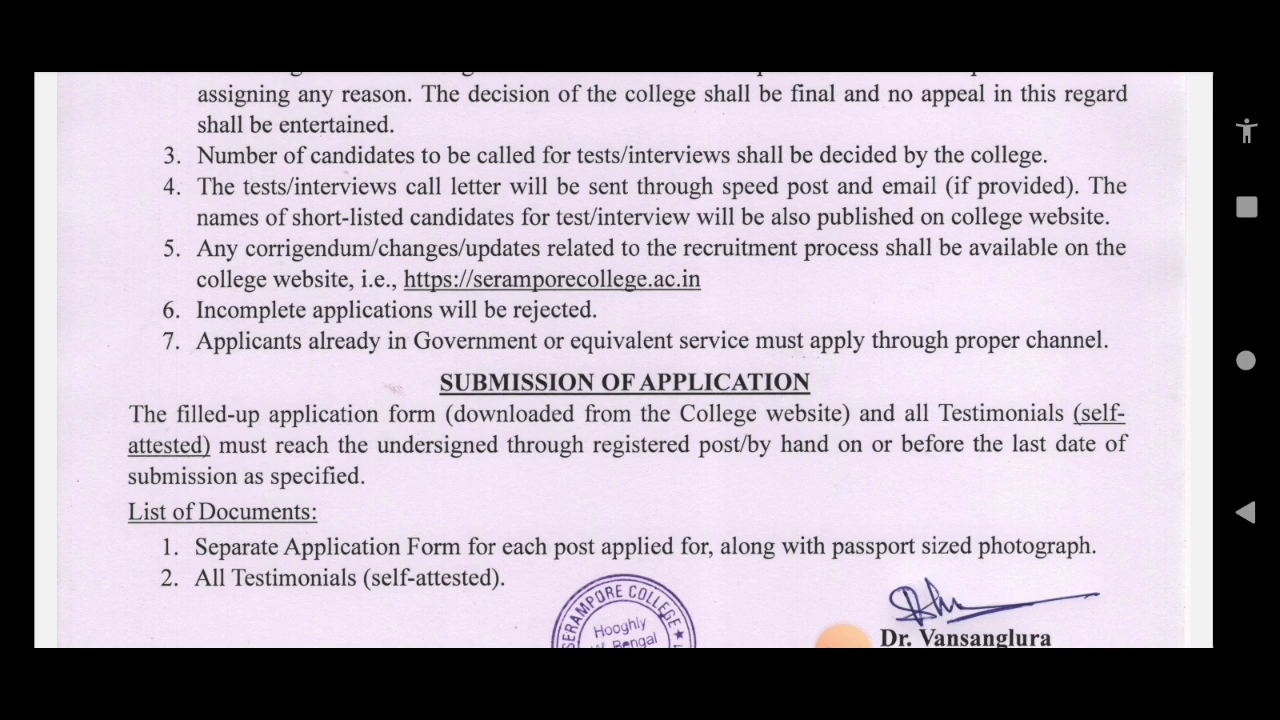 assigning any reason. The decision of the college shall be final and no appeal in this regard
shall be entertained.
3. Number of candidates to be called for tests/interviews shall be decided by the college.
4. The tests/interviews call letter will be sent through speed post and email (if provided). The
names of short-listed candidates for test/interview will be also published on college website.
5. Any corrigendum/changes/updates related to the recruitment process shall be available on the
college website, i.e., https://seramporecollege.ac.in
6. Incomplete applications will be rejected.
7. Applicants already in Government or equivalent service must apply through proper channel.
SUBMISSION OF APPLICATION
The filled-up application form (downloaded from the College website) and all Testimonials (self-
attested) must reach the undersigned through registered post/by hand on or before the last date of
submission as specified.
List of Documents:
1. Separate Application Form for each post applied for, along with passport sized photograph.
2. All Testimonials (self-attested).
SERAMPORE COLLEGE
Hooghly
W. Bengal
Dr. Vansanglura